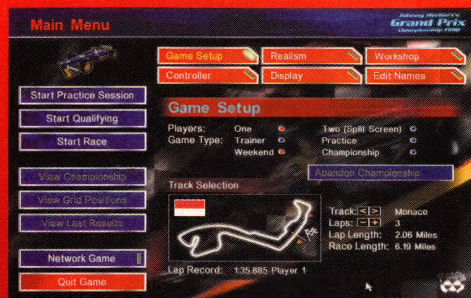 Main Menu
Johnny Herbert's
Grand Prix
Championship 1998
Game Setup
Realism
Workshop
Controller
Display
Edit Names
Start Practice Session
Start Qualifying
Start Race
View Championship
View Grid Positions
View Last Results
Network Game
Quit Game
Game Setup
Players: One Two (Split Screen)
Game Type: Trainer Practice
Weekend Championship
Abandon Championship
Track Selection
Track: < > Monaco
Laps: - + 3
Lap Length: 2.06 Miles
Race Length: 6.19 Miles
Lap Record: 1:35.885 Player 1